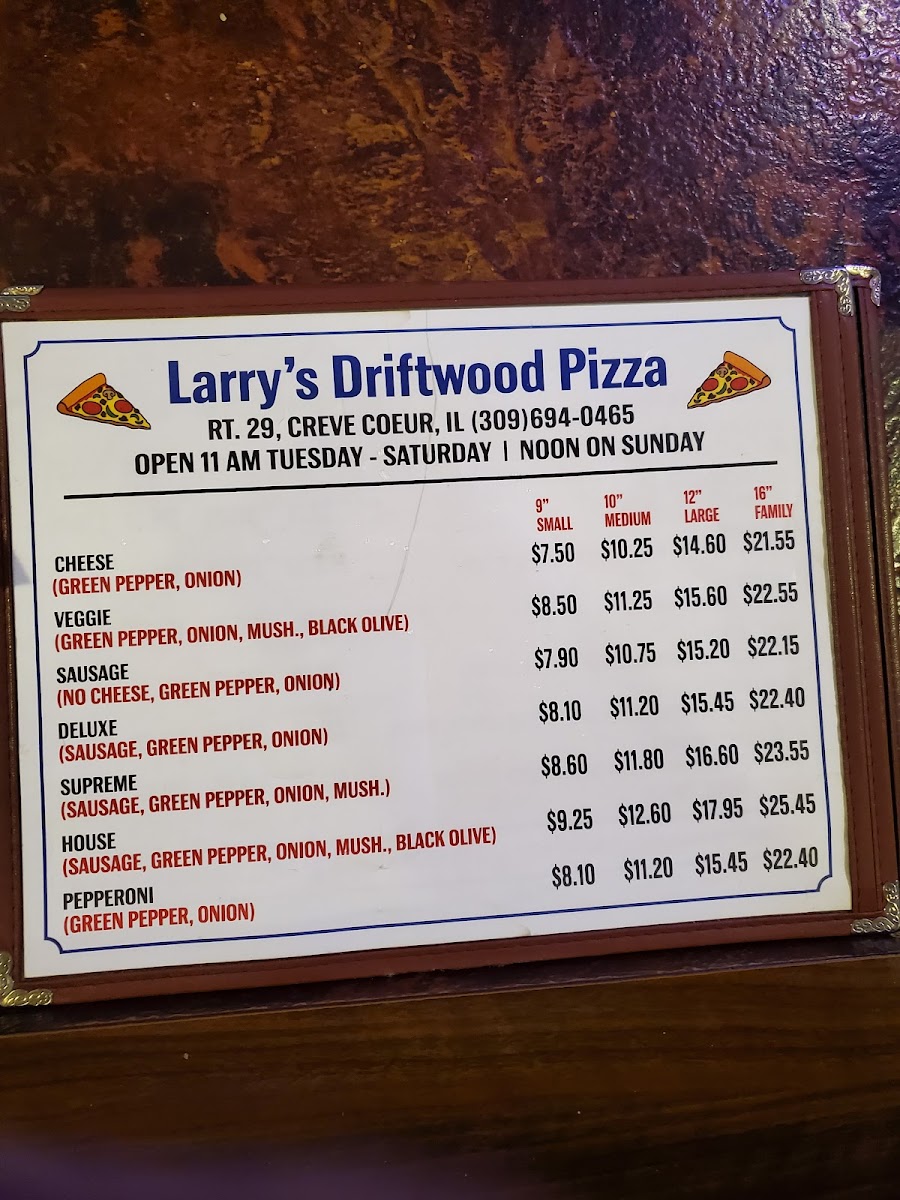 Larry's Driftwood Pizza
RT. 29, CREVE COEUR, IL (309)694-0465
OPEN 11 AM TUESDAY - SATURDAY | NOON ON SUNDAY
9" 10" 12" 16"
SMALL MEDIUM LARGE FAMILY
CHEESE $7.50 $10.25 $14.60 $21.55
(GREEN PEPPER, ONION)
VEGGIE $8.50 $11.25 $15.60 $22.55
(GREEN PEPPER, ONION, MUSH., BLACK OLIVE)
SAUSAGE $7.90 $10.75 $15.20 $22.15
(NO CHEESE, GREEN PEPPER, ONION)
DELUXE $8.10 $11.20 $15.45 $22.40
(SAUSAGE, GREEN PEPPER, ONION)
SUPREME $8.60 $11.80 $16.60 $23.55
(SAUSAGE, GREEN PEPPER, ONION, MUSH.)
HOUSE $9.25 $12.60 $17.95 $25.45
(SAUSAGE, GREEN PEPPER, ONION, MUSH., BLACK OLIVE)
PEPPERONI $8.10 $11.20 $15.45 $22.40
(GREEN PEPPER, ONION)